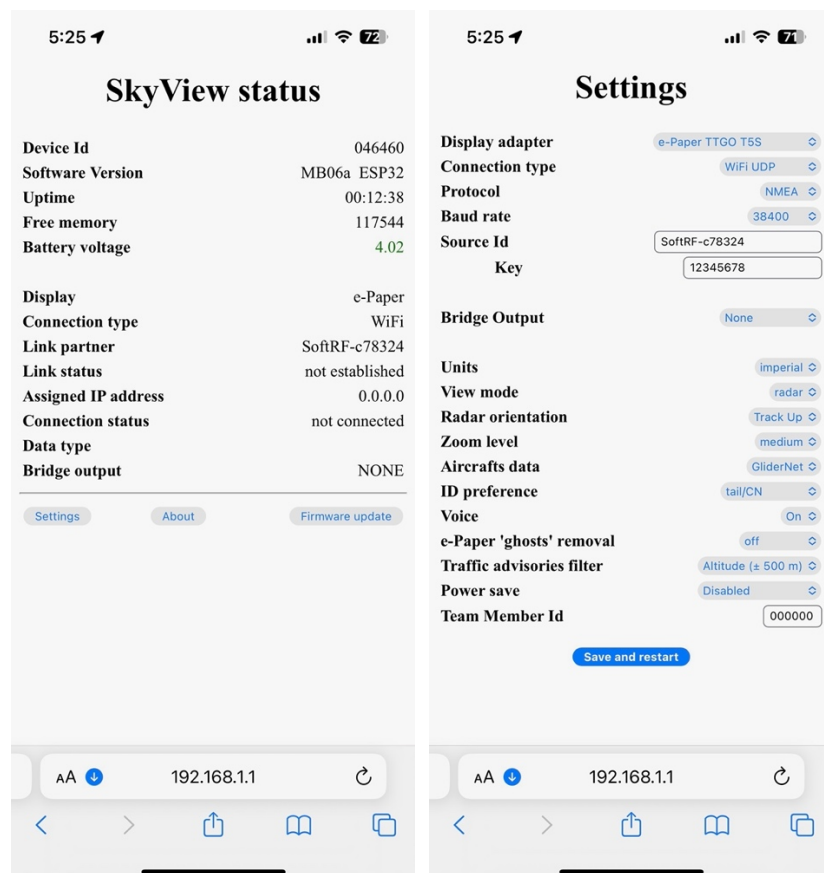 5:25
72
SkyView status
Device Id 046460
Software Version MB06a ESP32
Uptime 00:12:38
Free memory 117544
Battery voltage 4.02
Display e-Paper
Connection type WiFi
Link partner SoftRF-c78324
Link status not established
Assigned IP address 0.0.0.0
Connection status not connected
Data type
Bridge output NONE
Settings About Firmware update
AA 192.168.1.1
5:25
71
Settings
Display adapter e-Paper TTGO T5S
Connection type WiFi UDP
Protocol NMEA
Baud rate 38400
Source Id SoftRF-c78324
Key 12345678
Bridge Output None
Units imperial
View mode radar
Radar orientation Track Up
Zoom level medium
Aircrafts data GliderNet
ID preference tail/CN
Voice On
e-Paper 'ghosts' removal off
Traffic advisories filter Altitude (± 500 m)
Power save Disabled
Team Member Id 000000
Save and restart
AA 192.168.1.1